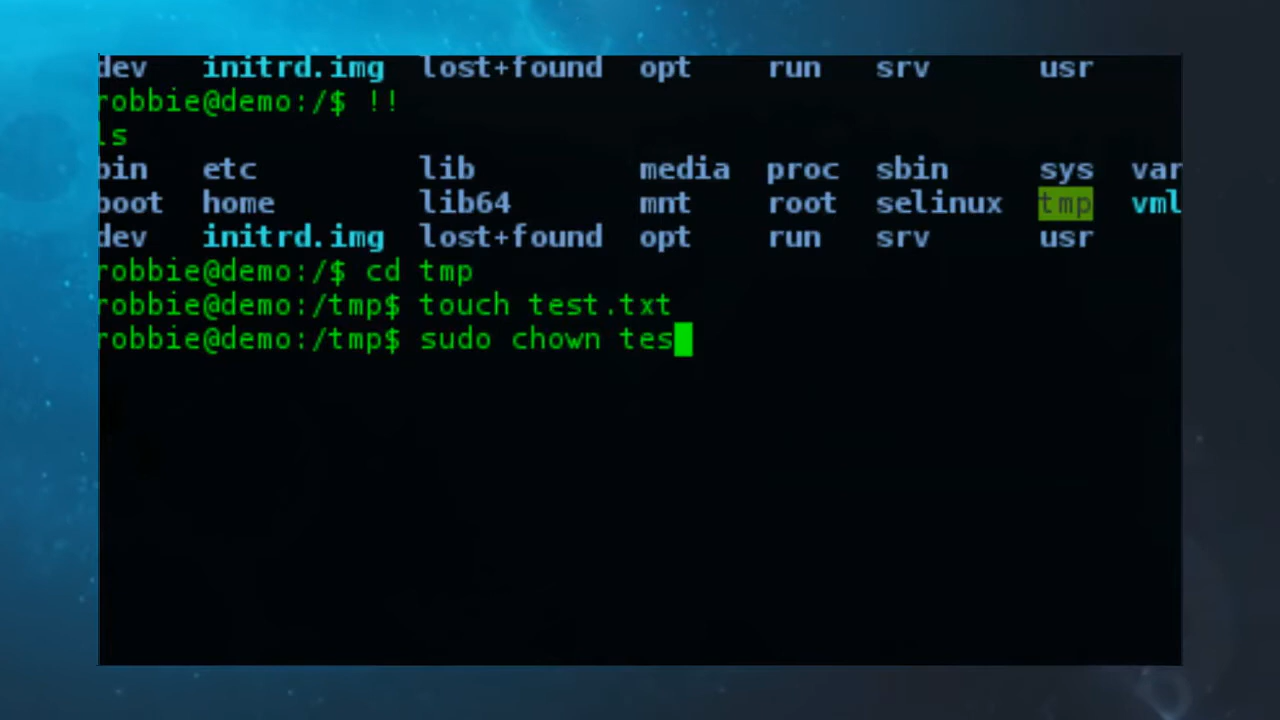 dev initrd.img lost+found opt run srv usr
robbie@demo:/$ !!
ls
bin etc lib media proc sbin sys var
boot home lib64 mnt root selinux tmp vml
dev initrd.img lost+found opt run srv usr
robbie@demo:/$ cd tmp
robbie@demo:/tmp$ touch test.txt
robbie@demo:/tmp$ sudo chown tes